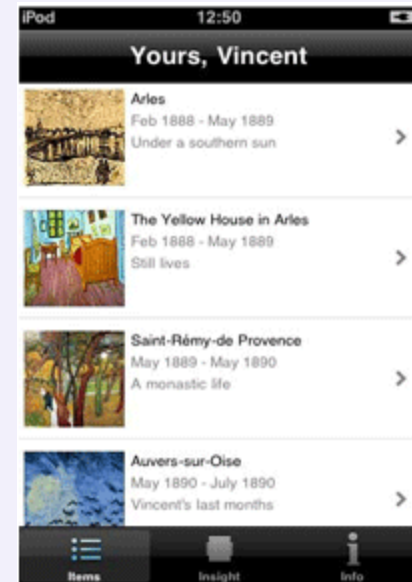 iPod 12:50
Yours, Vincent
Arles
Feb 1888 - May 1889
Under a southern sun
The Yellow House in Arles
Feb 1888 - May 1889
Still lives
Saint-Rémy-de Provence
May 1889 - May 1890
A monastic life
Auvers-sur-Oise
May 1890 - July 1890
Vincent's last months
Items Insight Info